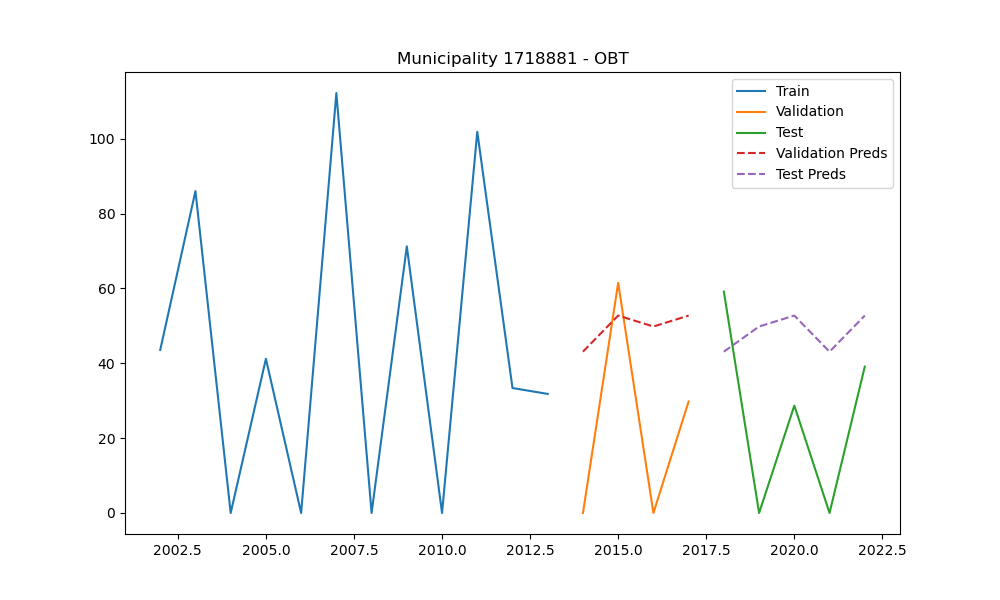 Municipality 1718881 - OBT
Train
Validation
Test
Validation Preds
Test Preds
100
80
60
40
20
0
2002.5 2005.0 2007.5 2010.0 2012.5 2015.0 2017.5 2020.0 2022.5